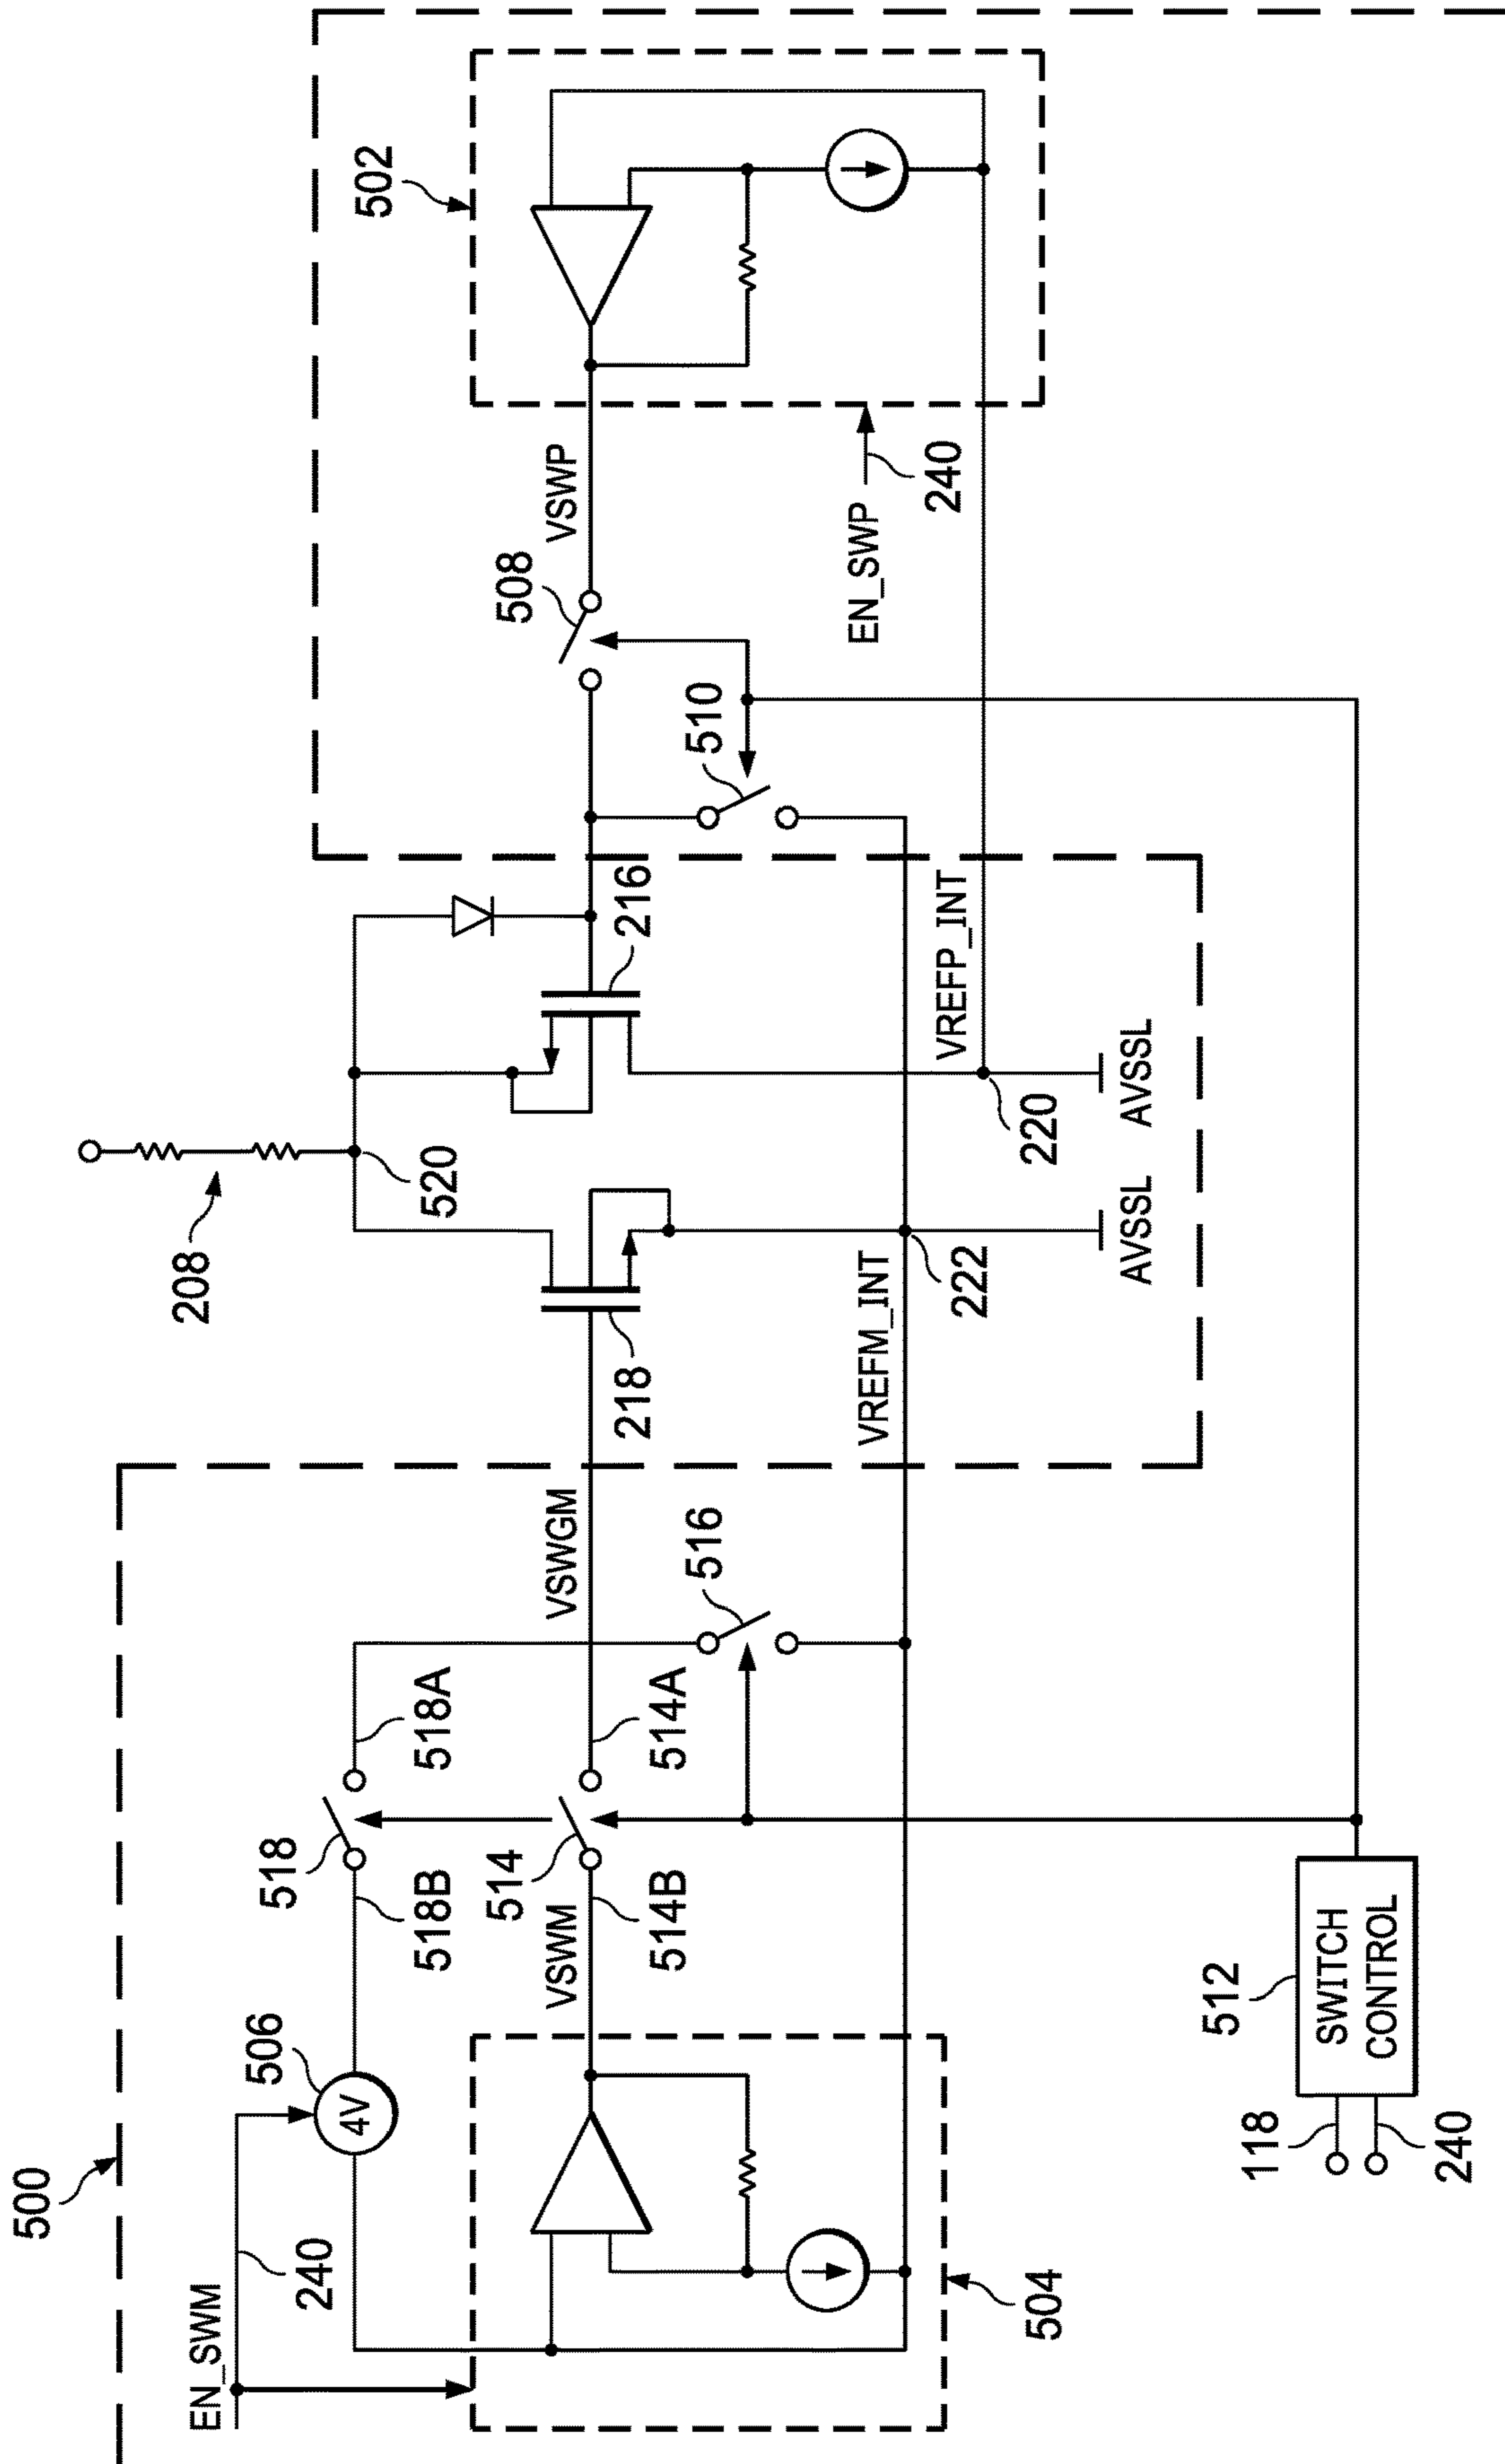 500
EN_SWM
240
506
4V
518
518B
518A
504
VSWM
514
514B
514A
VSWGM
516
218
208
520
216
VREFM_INT
222
AVSSL
VREFP_INT
220
AVSSL
510
508
VSWP
502
EN_SWP
240
512
SWITCH
CONTROL
118
240